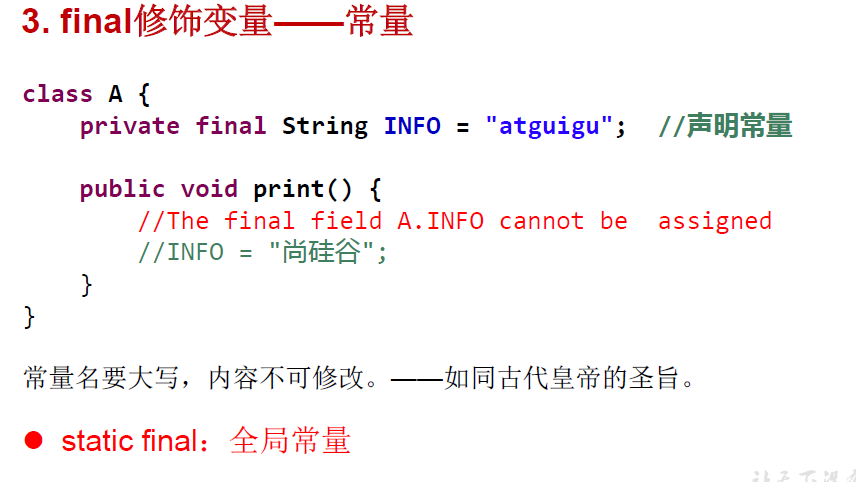 3. final修饰变量——常量
class A {
    private final String INFO = "atguigu";  //声明常量
    public void print() {
        //The final field A.INFO cannot be  assigned
        //INFO = "尚硅谷";
    }
}
常量名要大写，内容不可修改。——如同古代皇帝的圣旨。
● static final：全局常量